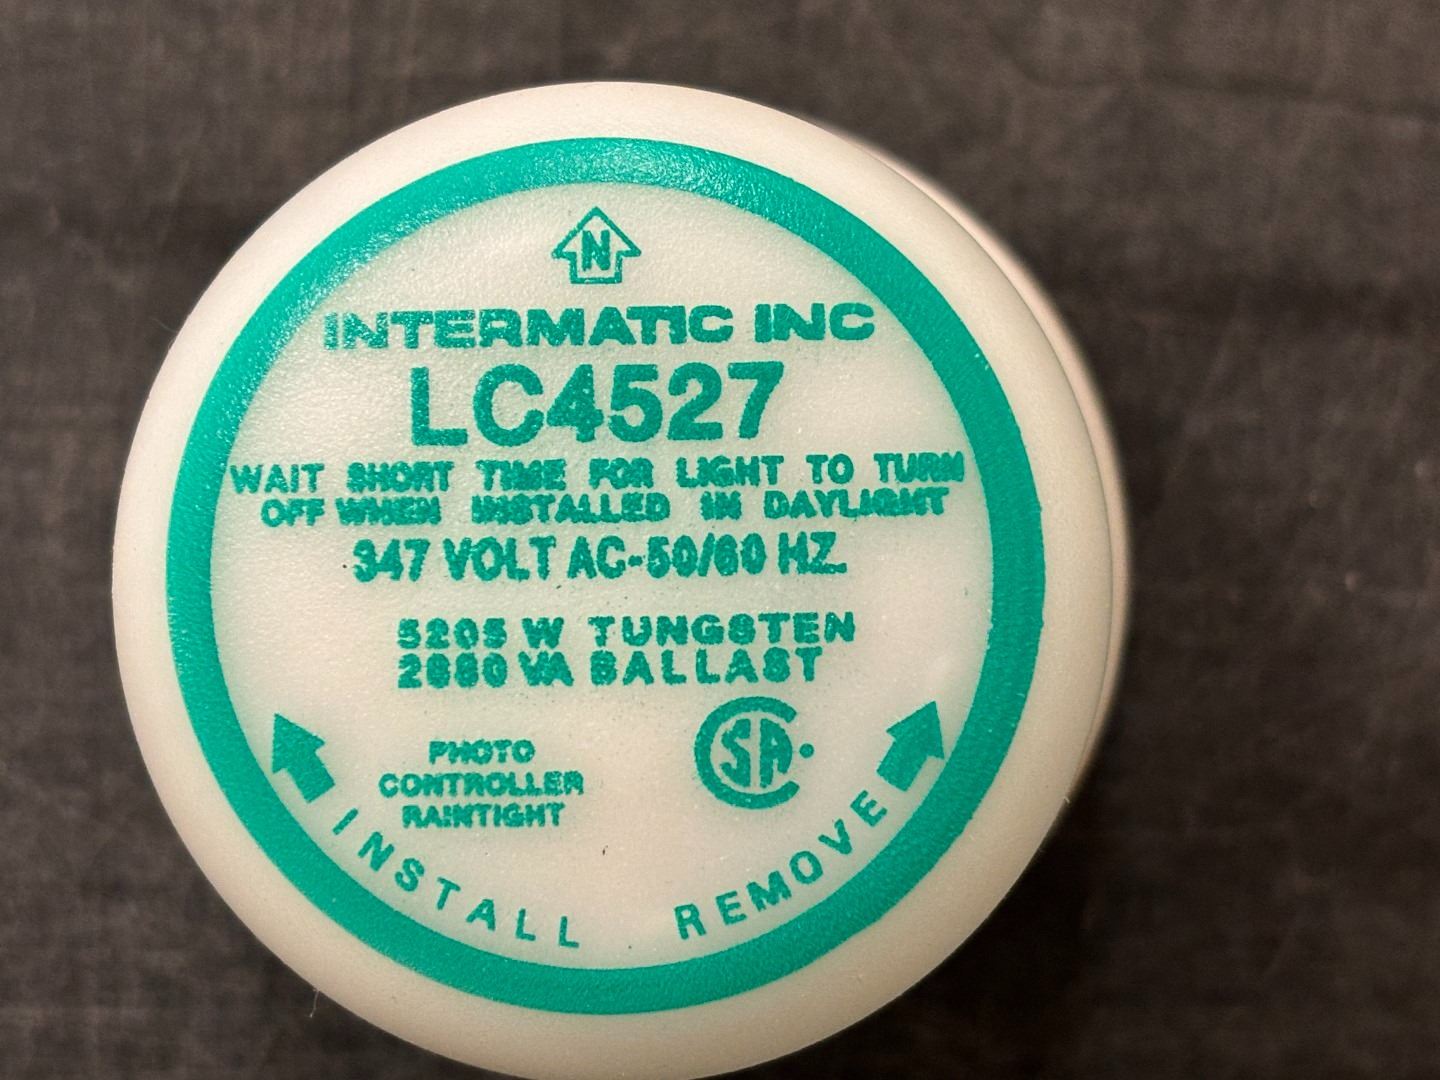 N
INTERMATIC INC
LC4527
WAIT SHORT TIME FOR LIGHT TO TURN
OFF WHEN INSTALLED IN DAYLIGHT
347 VOLT AC-50/60 HZ.
5205 W TUNGSTEN
2880 VA BALLAST
PHOTO
CONTROLLER
RAINTIGHT
CSA
INSTALL
REMOVE